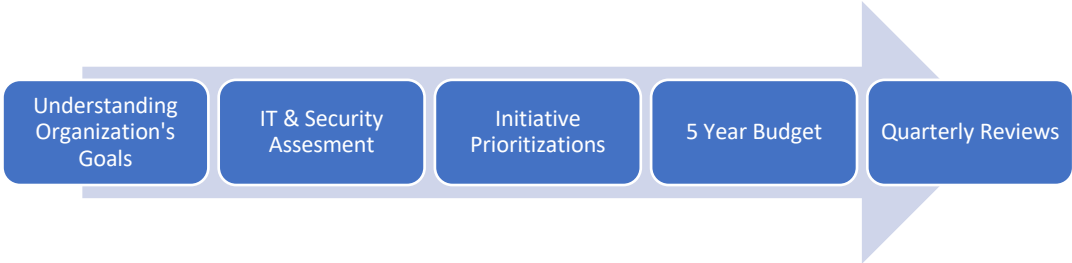 Understanding
Organization's
Goals
IT & Security
Assesment
Initiative
Prioritizations
5 Year Budget
Quarterly Reviews